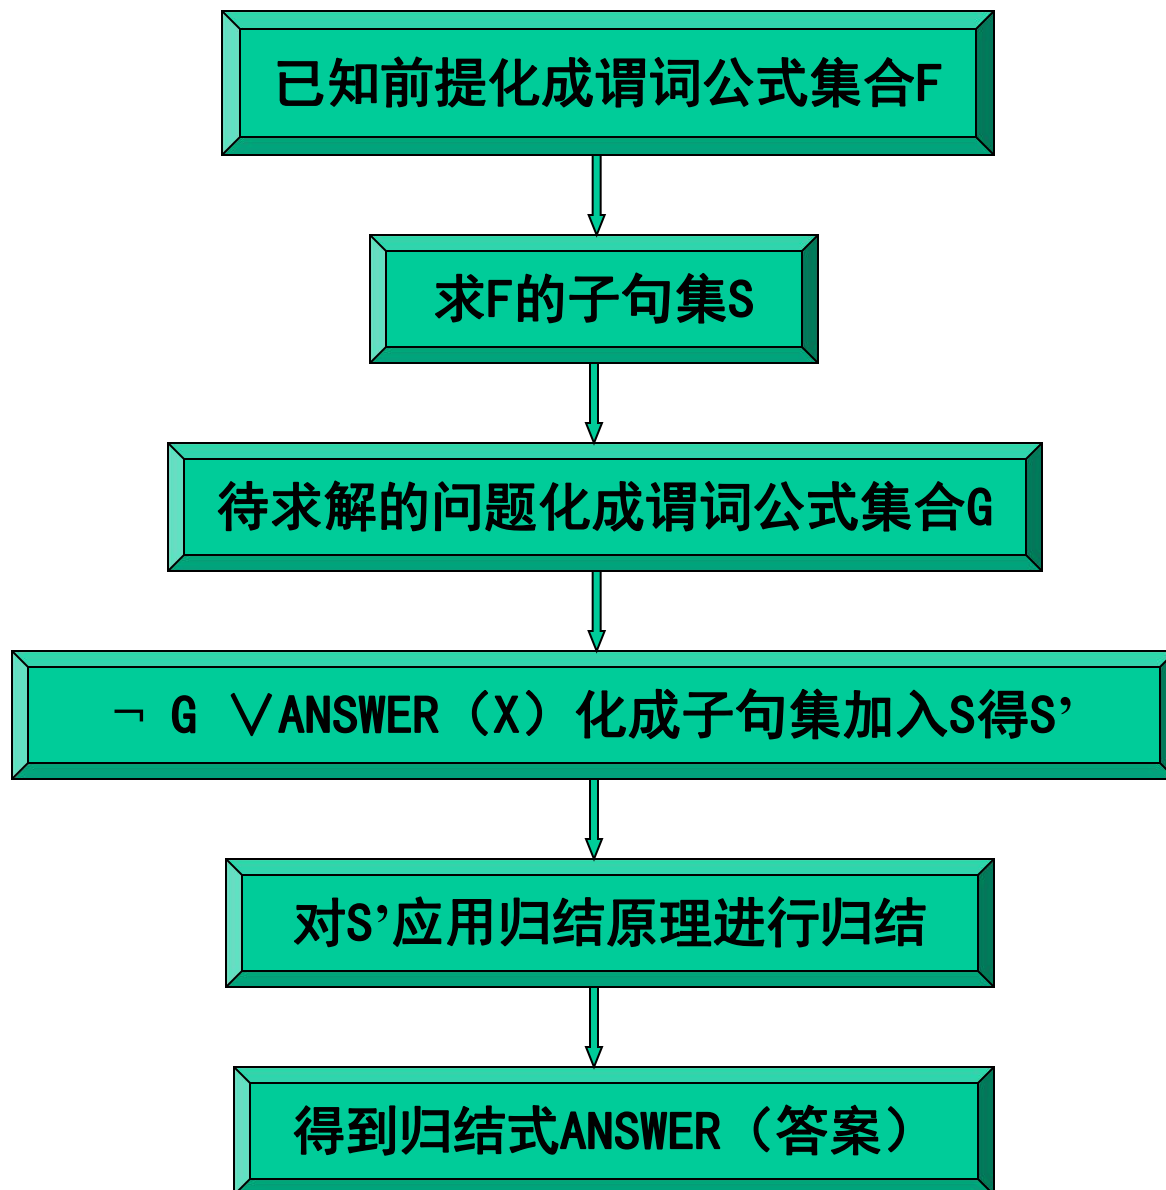 已知前提化成谓词公式集合F
求F的子句集S
待求解的问题化成谓词公式集合G
¬ G ∨ANSWER（X）化成子句集加入S得S’
对S’应用归结原理进行归结
得到归结式ANSWER（答案）